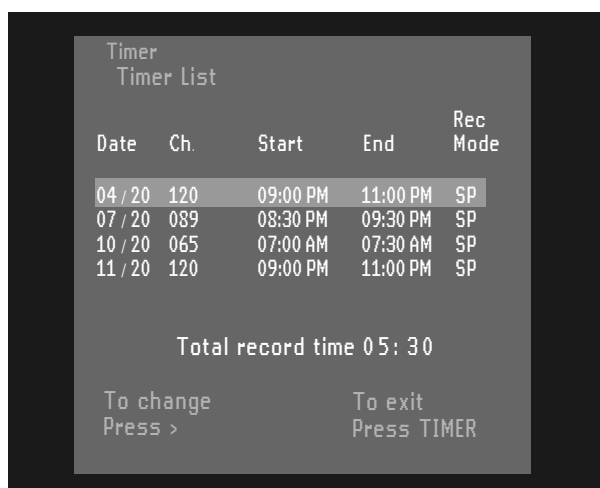 Timer
Timer List
Rec
Date Ch. Start End Mode
04 / 20 120 09:00 PM 11:00 PM SP
07 / 20 089 08:30 PM 09:30 PM SP
10 / 20 065 07:00 AM 07:30 AM SP
11 / 20 120 09:00 PM 11:00 PM SP
Total record time 05: 30
To change To exit
Press > Press TIMER